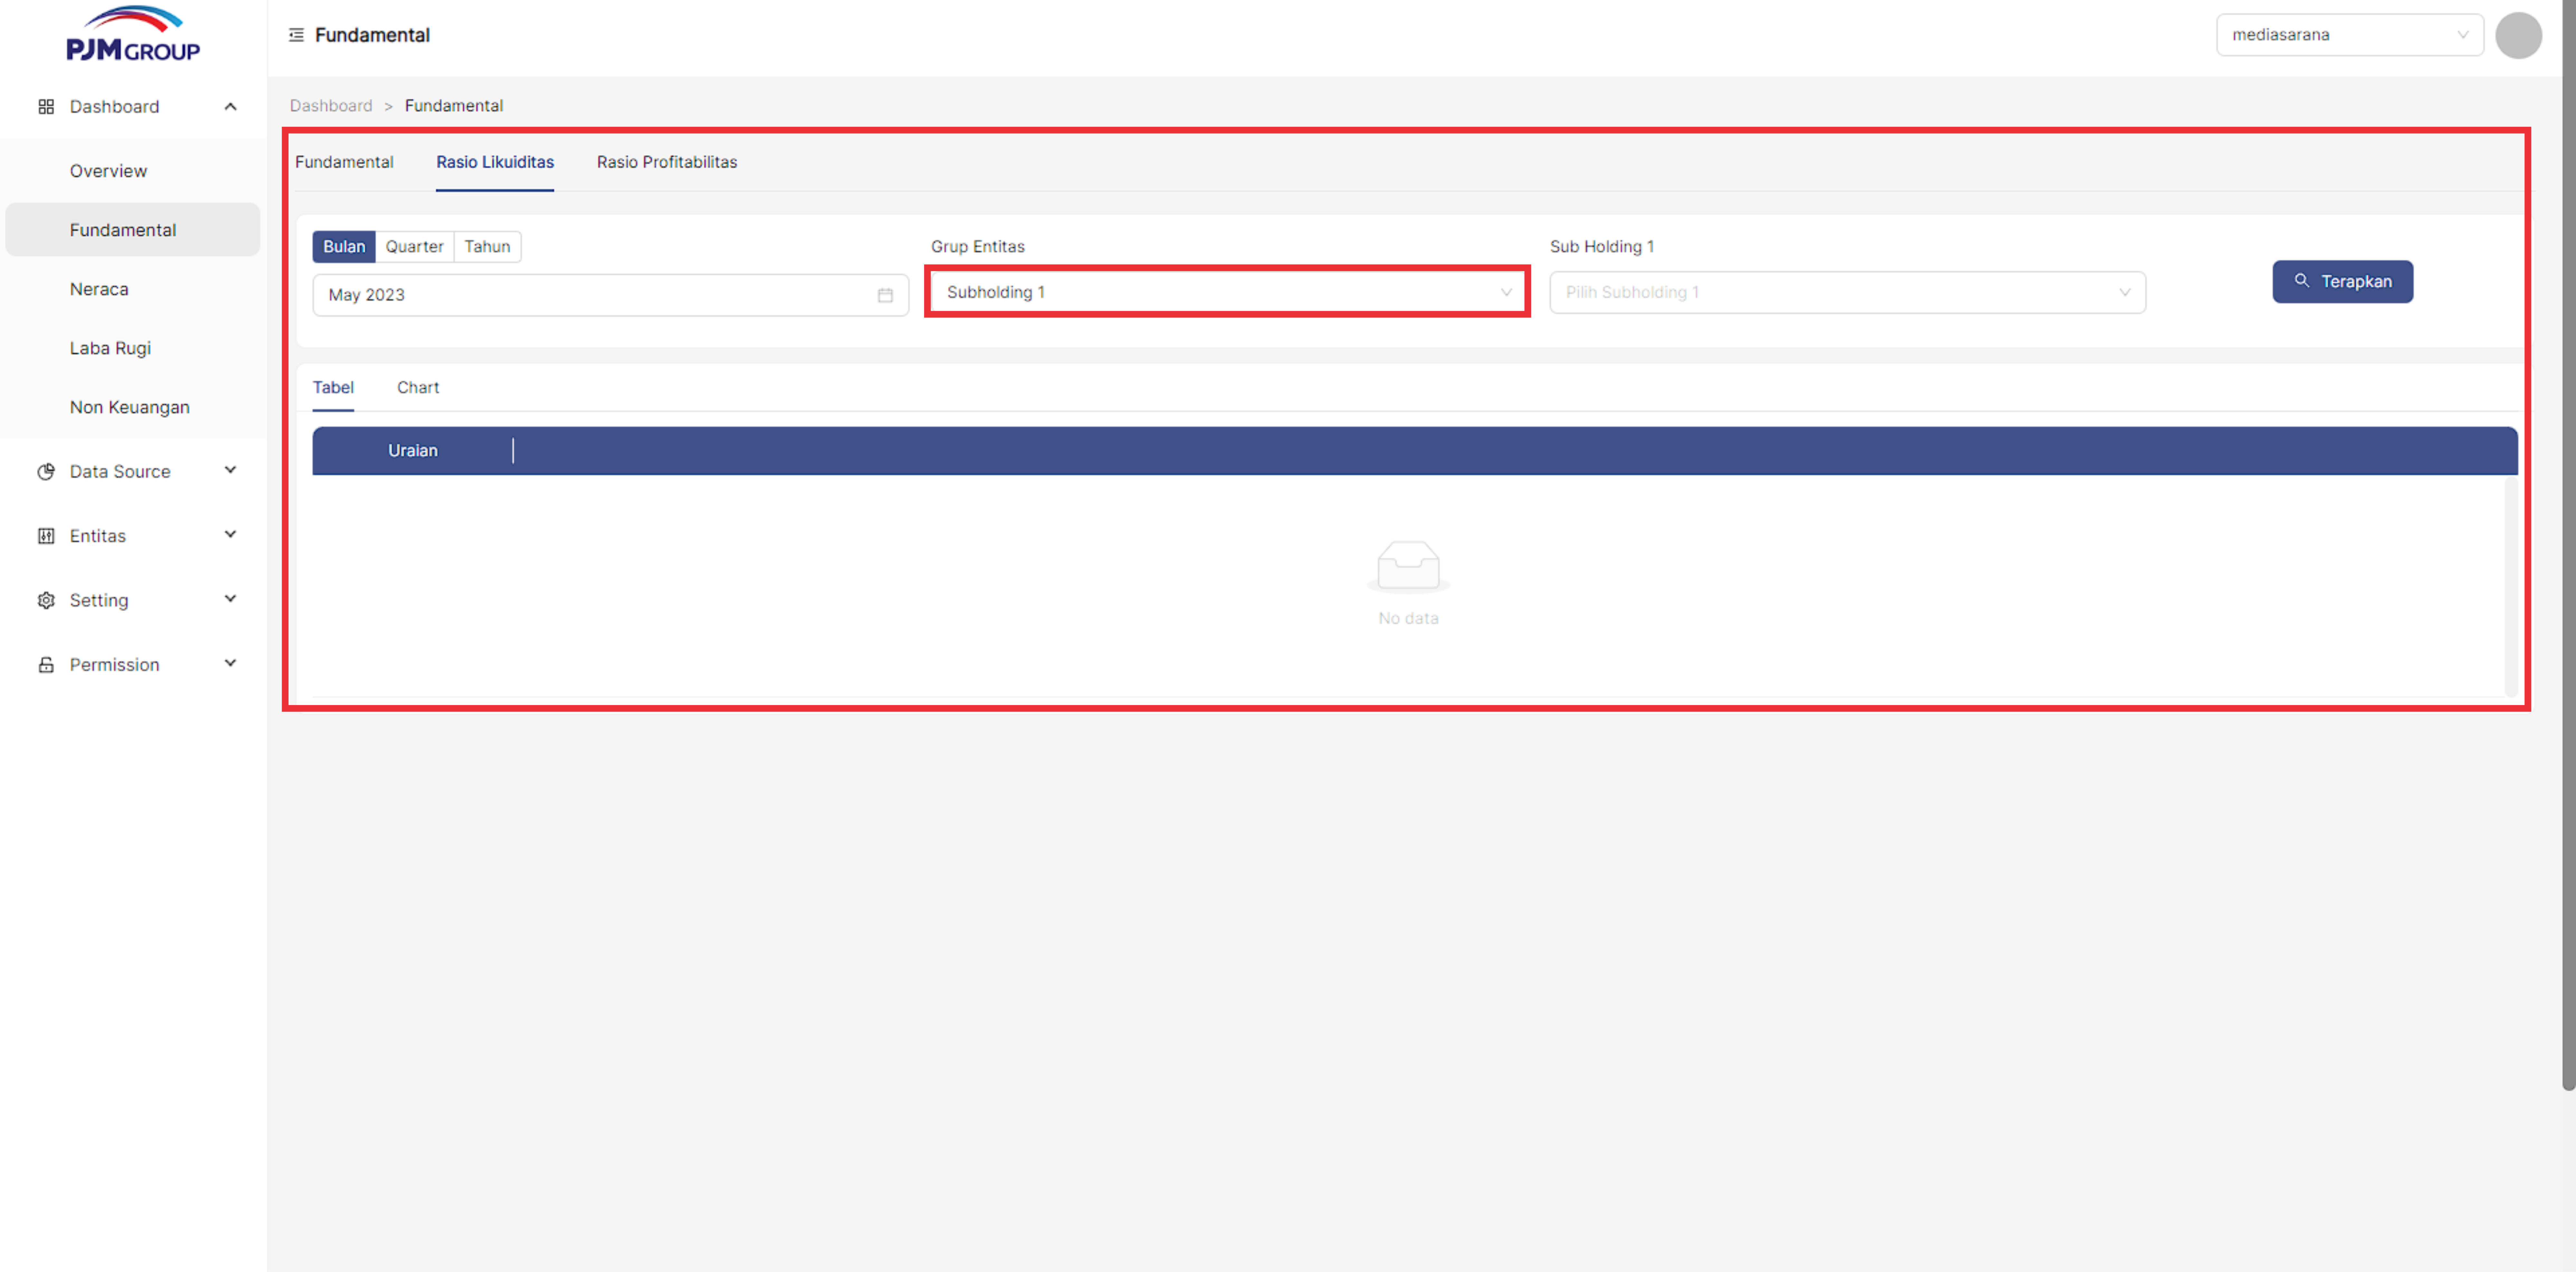 PJM GROUP
Fundamental
mediasarana
Dashboard
Overview
Fundamental
Neraca
Laba Rugi
Non Keuangan
Data Source
Entitas
Setting
Permission
Dashboard > Fundamental
Fundamental Rasio Likuiditas Rasio Profitabilitas
Bulan Quarter Tahun
May 2023
Grup Entitas
Subholding 1
Sub Holding 1
Pilih Subholding 1
Terapkan
Tabel Chart
Uraian
No data